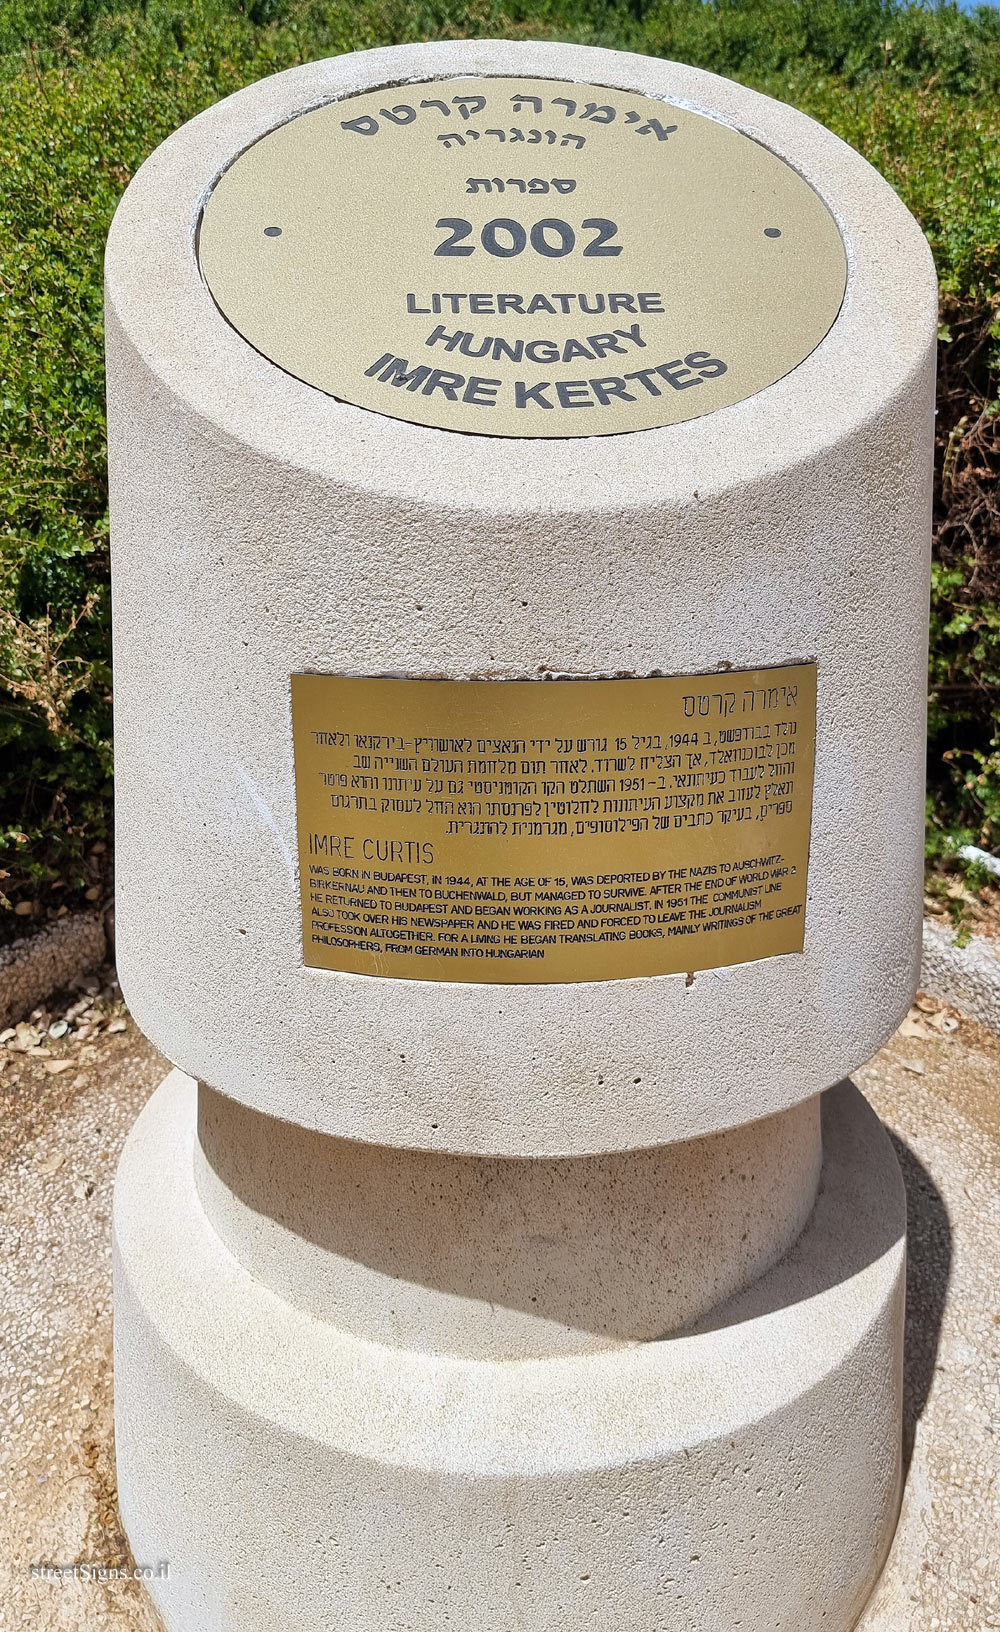 אימרה קרטס
הונגריה
ספרות
2002
LITERATURE
HUNGARY
IMRE KERTES
אימרה קרטס
נולד בבודפשט, ב 1944, בגיל 15 גורש על ידי הנאצים לאושוויץ-בירקנאו ולאחר
מכן לבוכנוואלד, אך הצליח לשרוד. לאחר תום מלחמת העולם השנייה שב
והחל לעבוד כעיתונאי. ב-1951 השתלט הקו הקומוניסטי גם על עיתונו והוא פוטר
ונאלץ לעזוב את מקצוע העיתונות לחלוטין לפרנסתו הוא החל לעסוק בתרגום
ספרים, בעיקר כתבים של הפילוסופים, מגרמנית להונגרית.
IMRE CURTIS
WAS BORN IN BUDAPEST, IN 1944, AT THE AGE OF 15, WAS DEPORTED BY THE NAZIS TO AUSCHWITZ-
BIRKERNAU AND THEN TO BUCHENWALD, BUT MANAGED TO SURVIVE. AFTER THE END OF WORLD WAR 2
HE RETURNED TO BUDAPEST AND BEGAN WORKING AS A JOURNALIST. IN 1951 THE COMMUNIST LINE
ALSO TOOK OVER HIS NEWSPAPER AND HE WAS FIRED AND FORCED TO LEAVE THE JOURNALISM
PROFESSION ALTOGETHER. FOR A LIVING HE BEGAN TRANSLATING BOOKS, MAINLY WRITINGS OF THE GREAT
PHILOSOPHERS, FROM GERMAN INTO HUNGARIAN
streetSigns.co.il